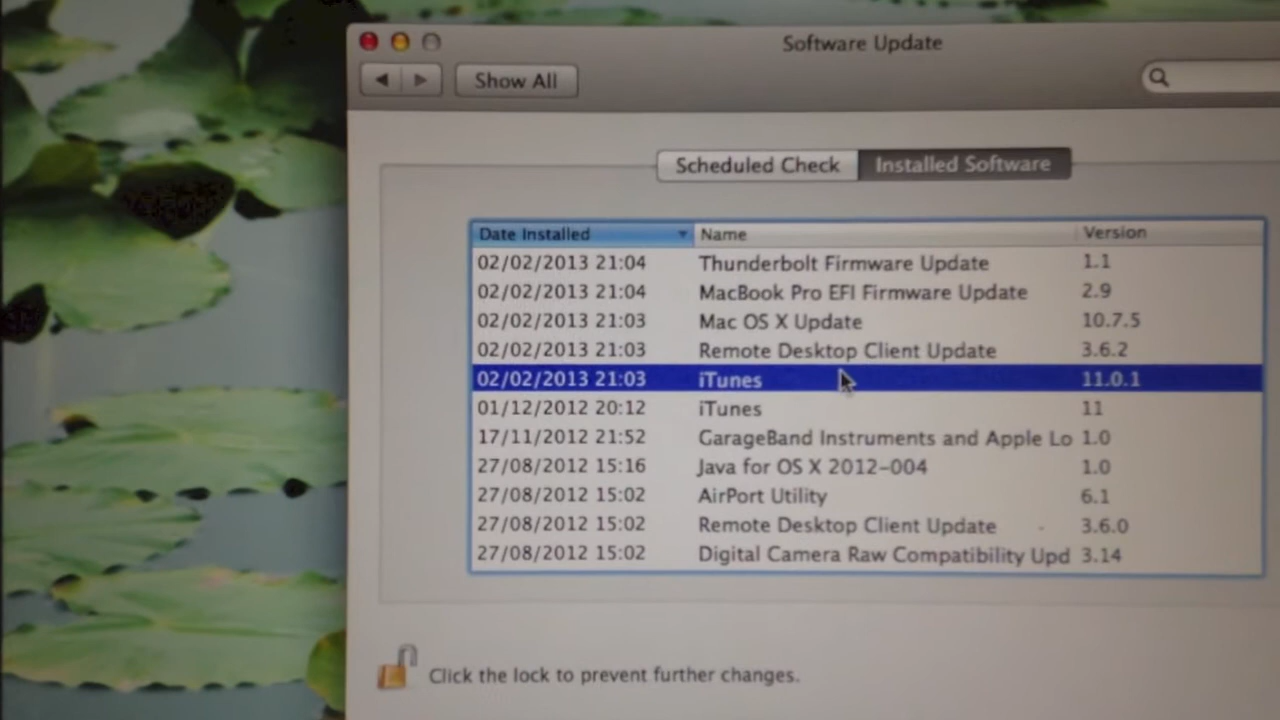 Software Update
Show All
Scheduled Check Installed Software
Date Installed Name Version
02/02/2013 21:04 Thunderbolt Firmware Update 1.1
02/02/2013 21:04 MacBook Pro EFI Firmware Update 2.9
02/02/2013 21:03 Mac OS X Update 10.7.5
02/02/2013 21:03 Remote Desktop Client Update 3.6.2
02/02/2013 21:03 iTunes 11.0.1
01/12/2012 20:12 iTunes 11
17/11/2012 21:52 GarageBand Instruments and Apple Lo 1.0
27/08/2012 15:16 Java for OS X 2012-004 1.0
27/08/2012 15:02 AirPort Utility 6.1
27/08/2012 15:02 Remote Desktop Client Update 3.6.0
27/08/2012 15:02 Digital Camera Raw Compatibility Upd 3.14
Click the lock to prevent further changes.